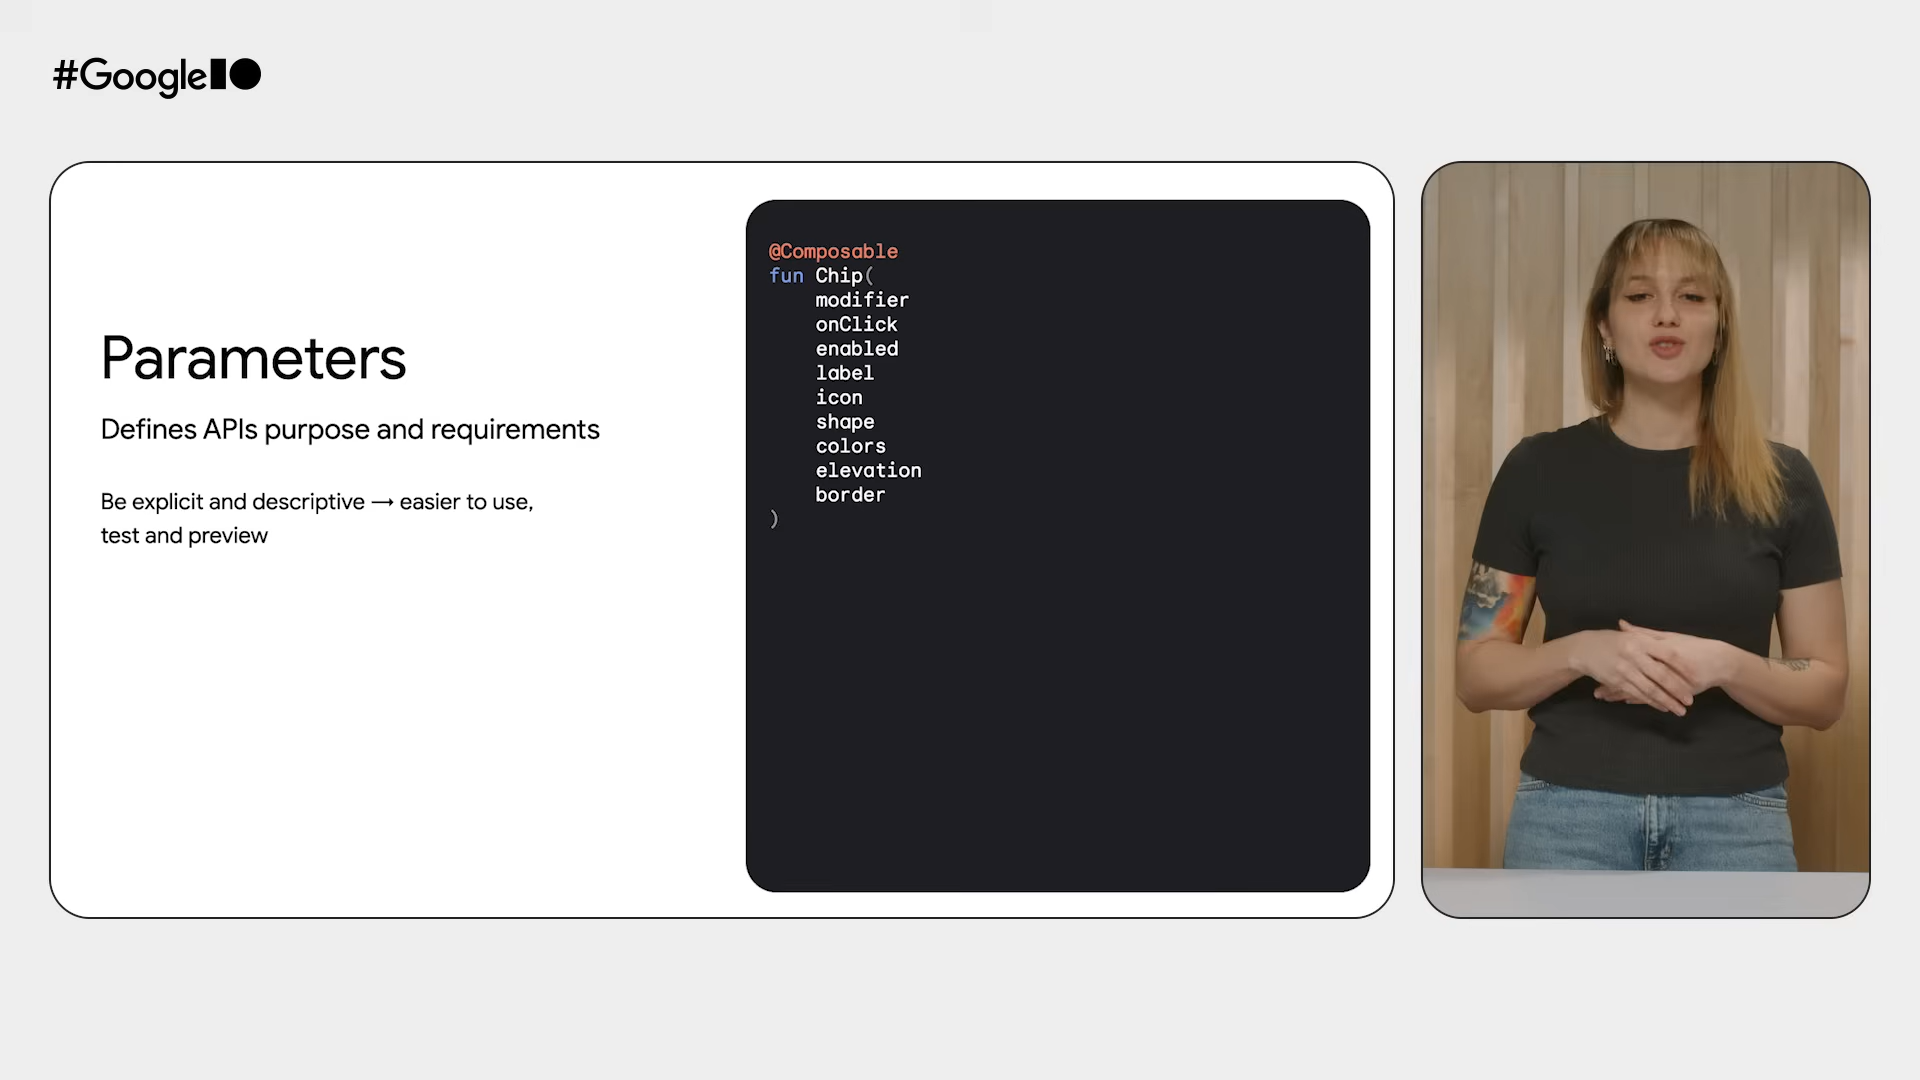 #GoogleIO
Parameters
Defines APIs purpose and requirements
Be explicit and descriptive → easier to use,
test and preview
@Composable
fun Chip(
    modifier
    onClick
    enabled
    label
    icon
    shape
    colors
    elevation
    border
)